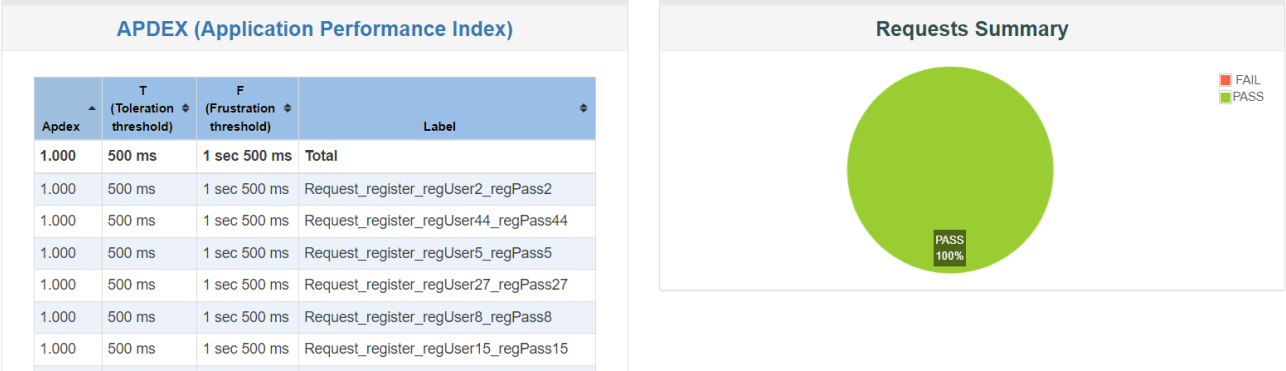 APDEX (Application Performance Index)
Apdex T (Toleration threshold) F (Frustration threshold) Label
1.000 500 ms 1 sec 500 ms Total
1.000 500 ms 1 sec 500 ms Request_register_regUser2_regPass2
1.000 500 ms 1 sec 500 ms Request_register_regUser44_regPass44
1.000 500 ms 1 sec 500 ms Request_register_regUser5_regPass5
1.000 500 ms 1 sec 500 ms Request_register_regUser27_regPass27
1.000 500 ms 1 sec 500 ms Request_register_regUser8_regPass8
1.000 500 ms 1 sec 500 ms Request_register_regUser15_regPass15
Requests Summary
FAIL
PASS
PASS
100%